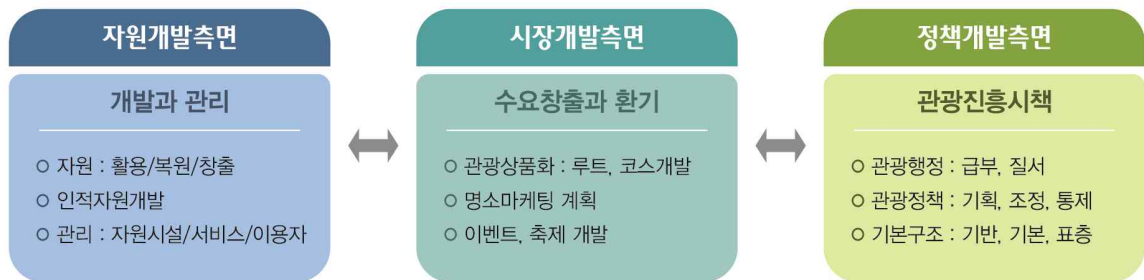 자원개발측면
개발과 관리
자원 : 활용/복원/창출
인적자원개발
관리 : 자원시설/서비스/이용자
시장개발측면
수요창출과 환기
관광상품화 : 루트, 코스개발
명소마케팅 계획
이벤트, 축제 개발
정책개발측면
관광진흥시책
관광행정 : 급부, 질서
관광정책 : 기획, 조정, 통제
기본구조 : 기반, 기본, 표층